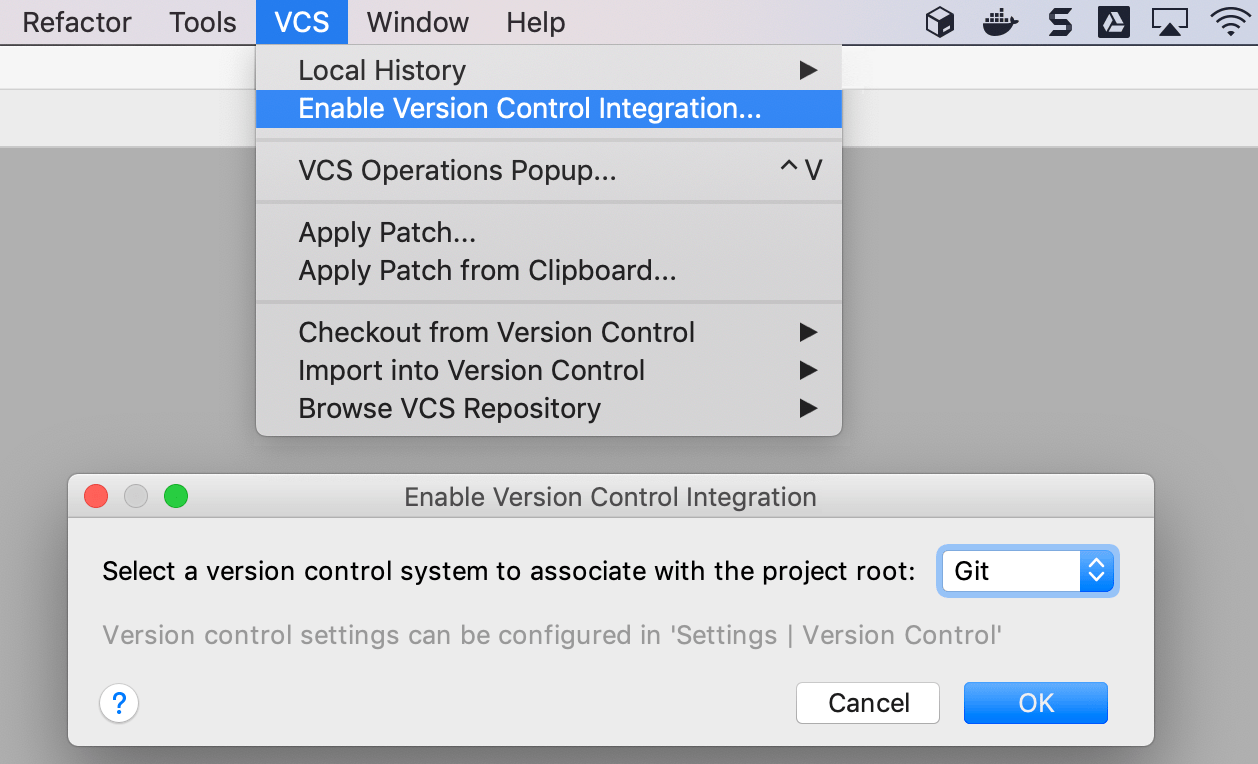 Refactor Tools VCS Window Help
Local History
Enable Version Control Integration...
VCS Operations Popup... ^ V
Apply Patch...
Apply Patch from Clipboard...
Checkout from Version Control
Import into Version Control
Browse VCS Repository
Enable Version Control Integration
Select a version control system to associate with the project root: Git
Version control settings can be configured in 'Settings | Version Control'
? Cancel OK